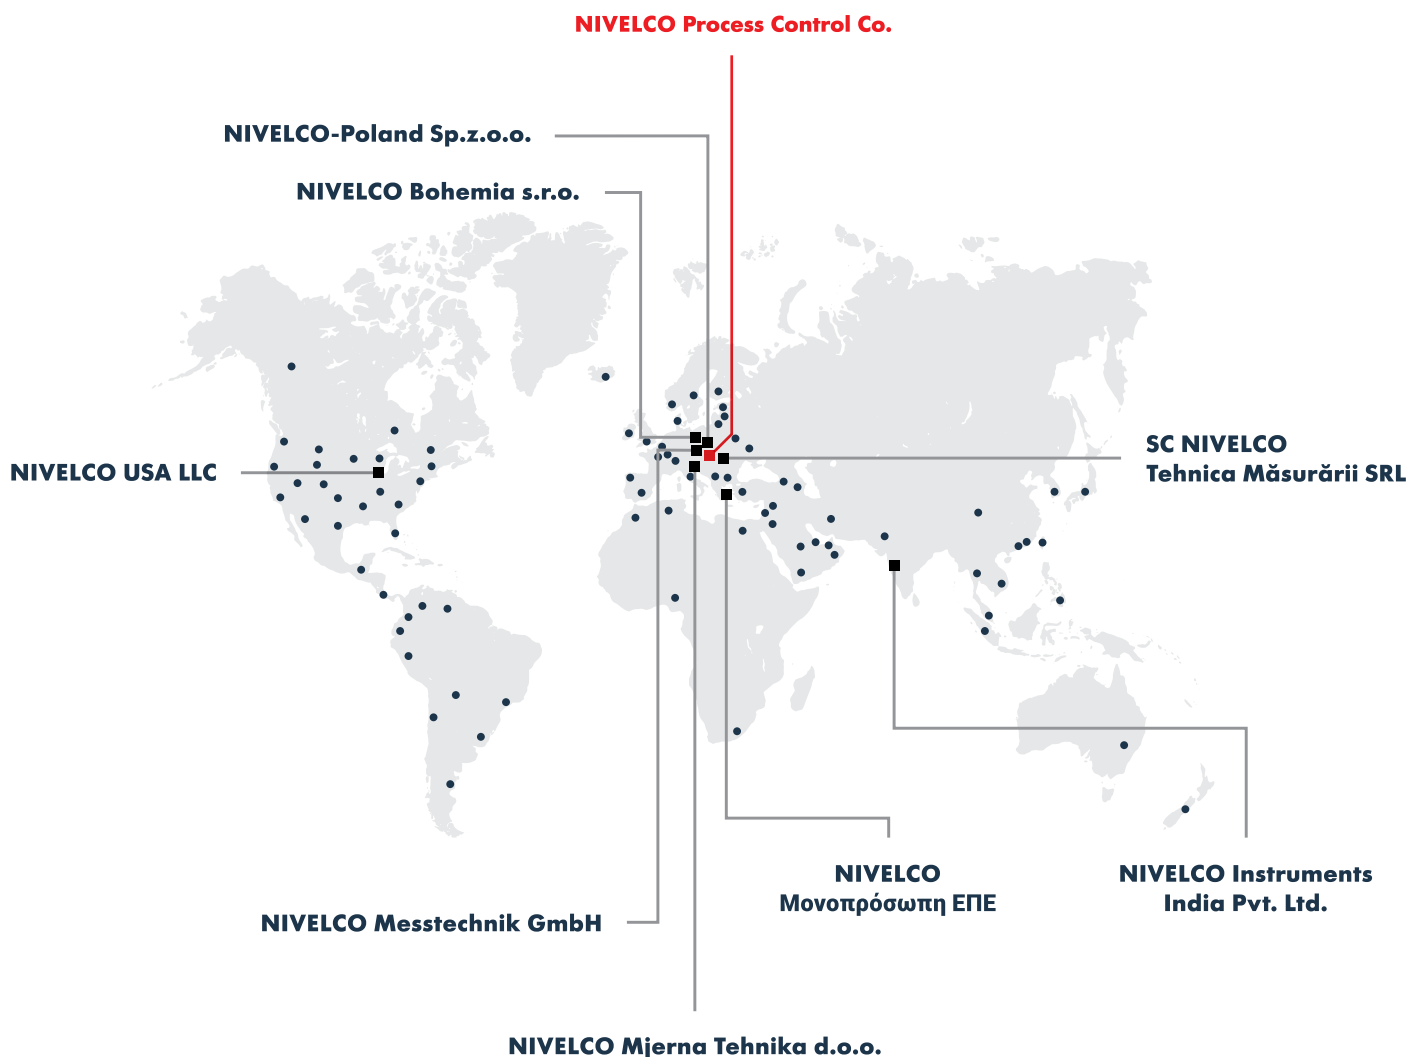 NIVELCO Process Control Co.
NIVELCO-Poland Sp.z.o.o.
NIVELCO Bohemia s.r.o.
SC NIVELCO
Tehnica Măsurării SRL
NIVELCO USA LLC
NIVELCO
Μονοπρόσωπη ΕΠΕ
NIVELCO Instruments
India Pvt. Ltd.
NIVELCO Messtechnik GmbH
NIVELCO Mjerna Tehnika d.o.o.